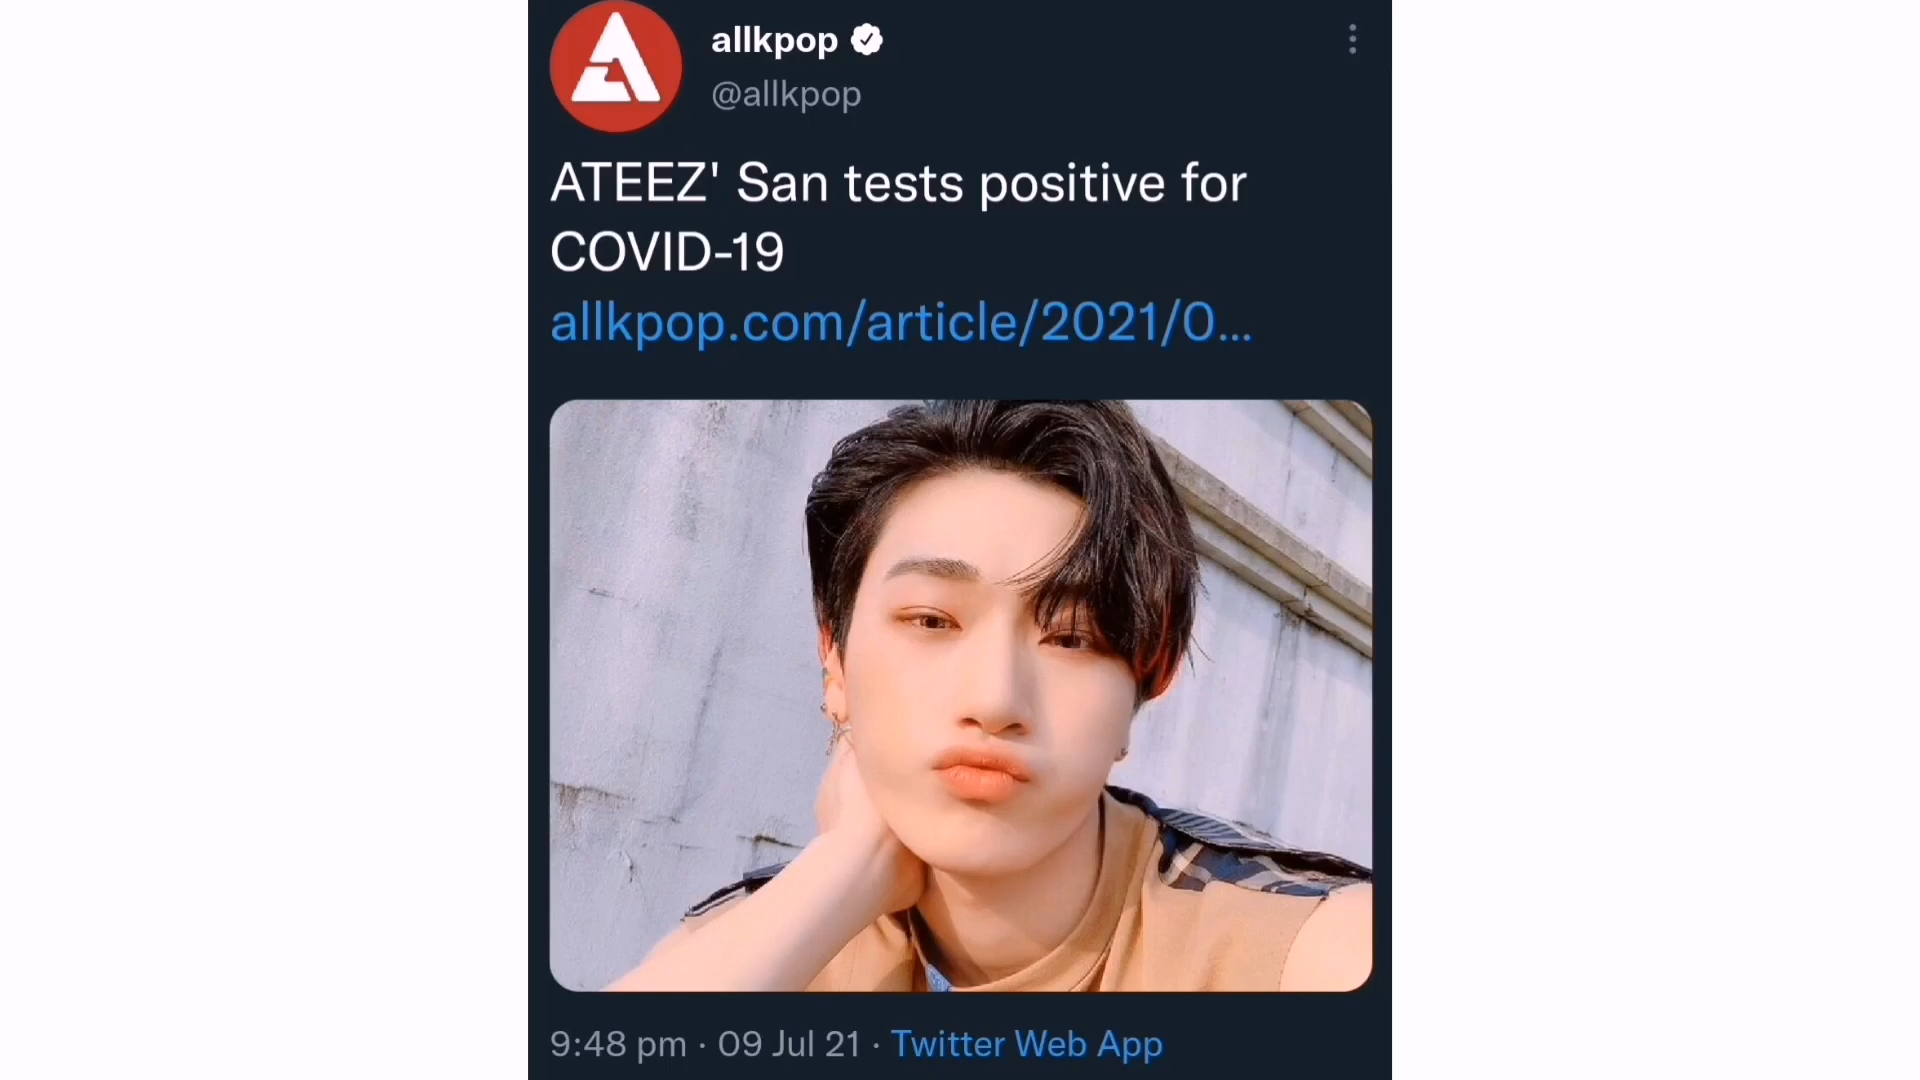 allkpop
@allkpop
ATEEZ' San tests positive for
COVID-19
allkpop.com/article/2021/0...
9:48 pm · 09 Jul 21 · Twitter Web App